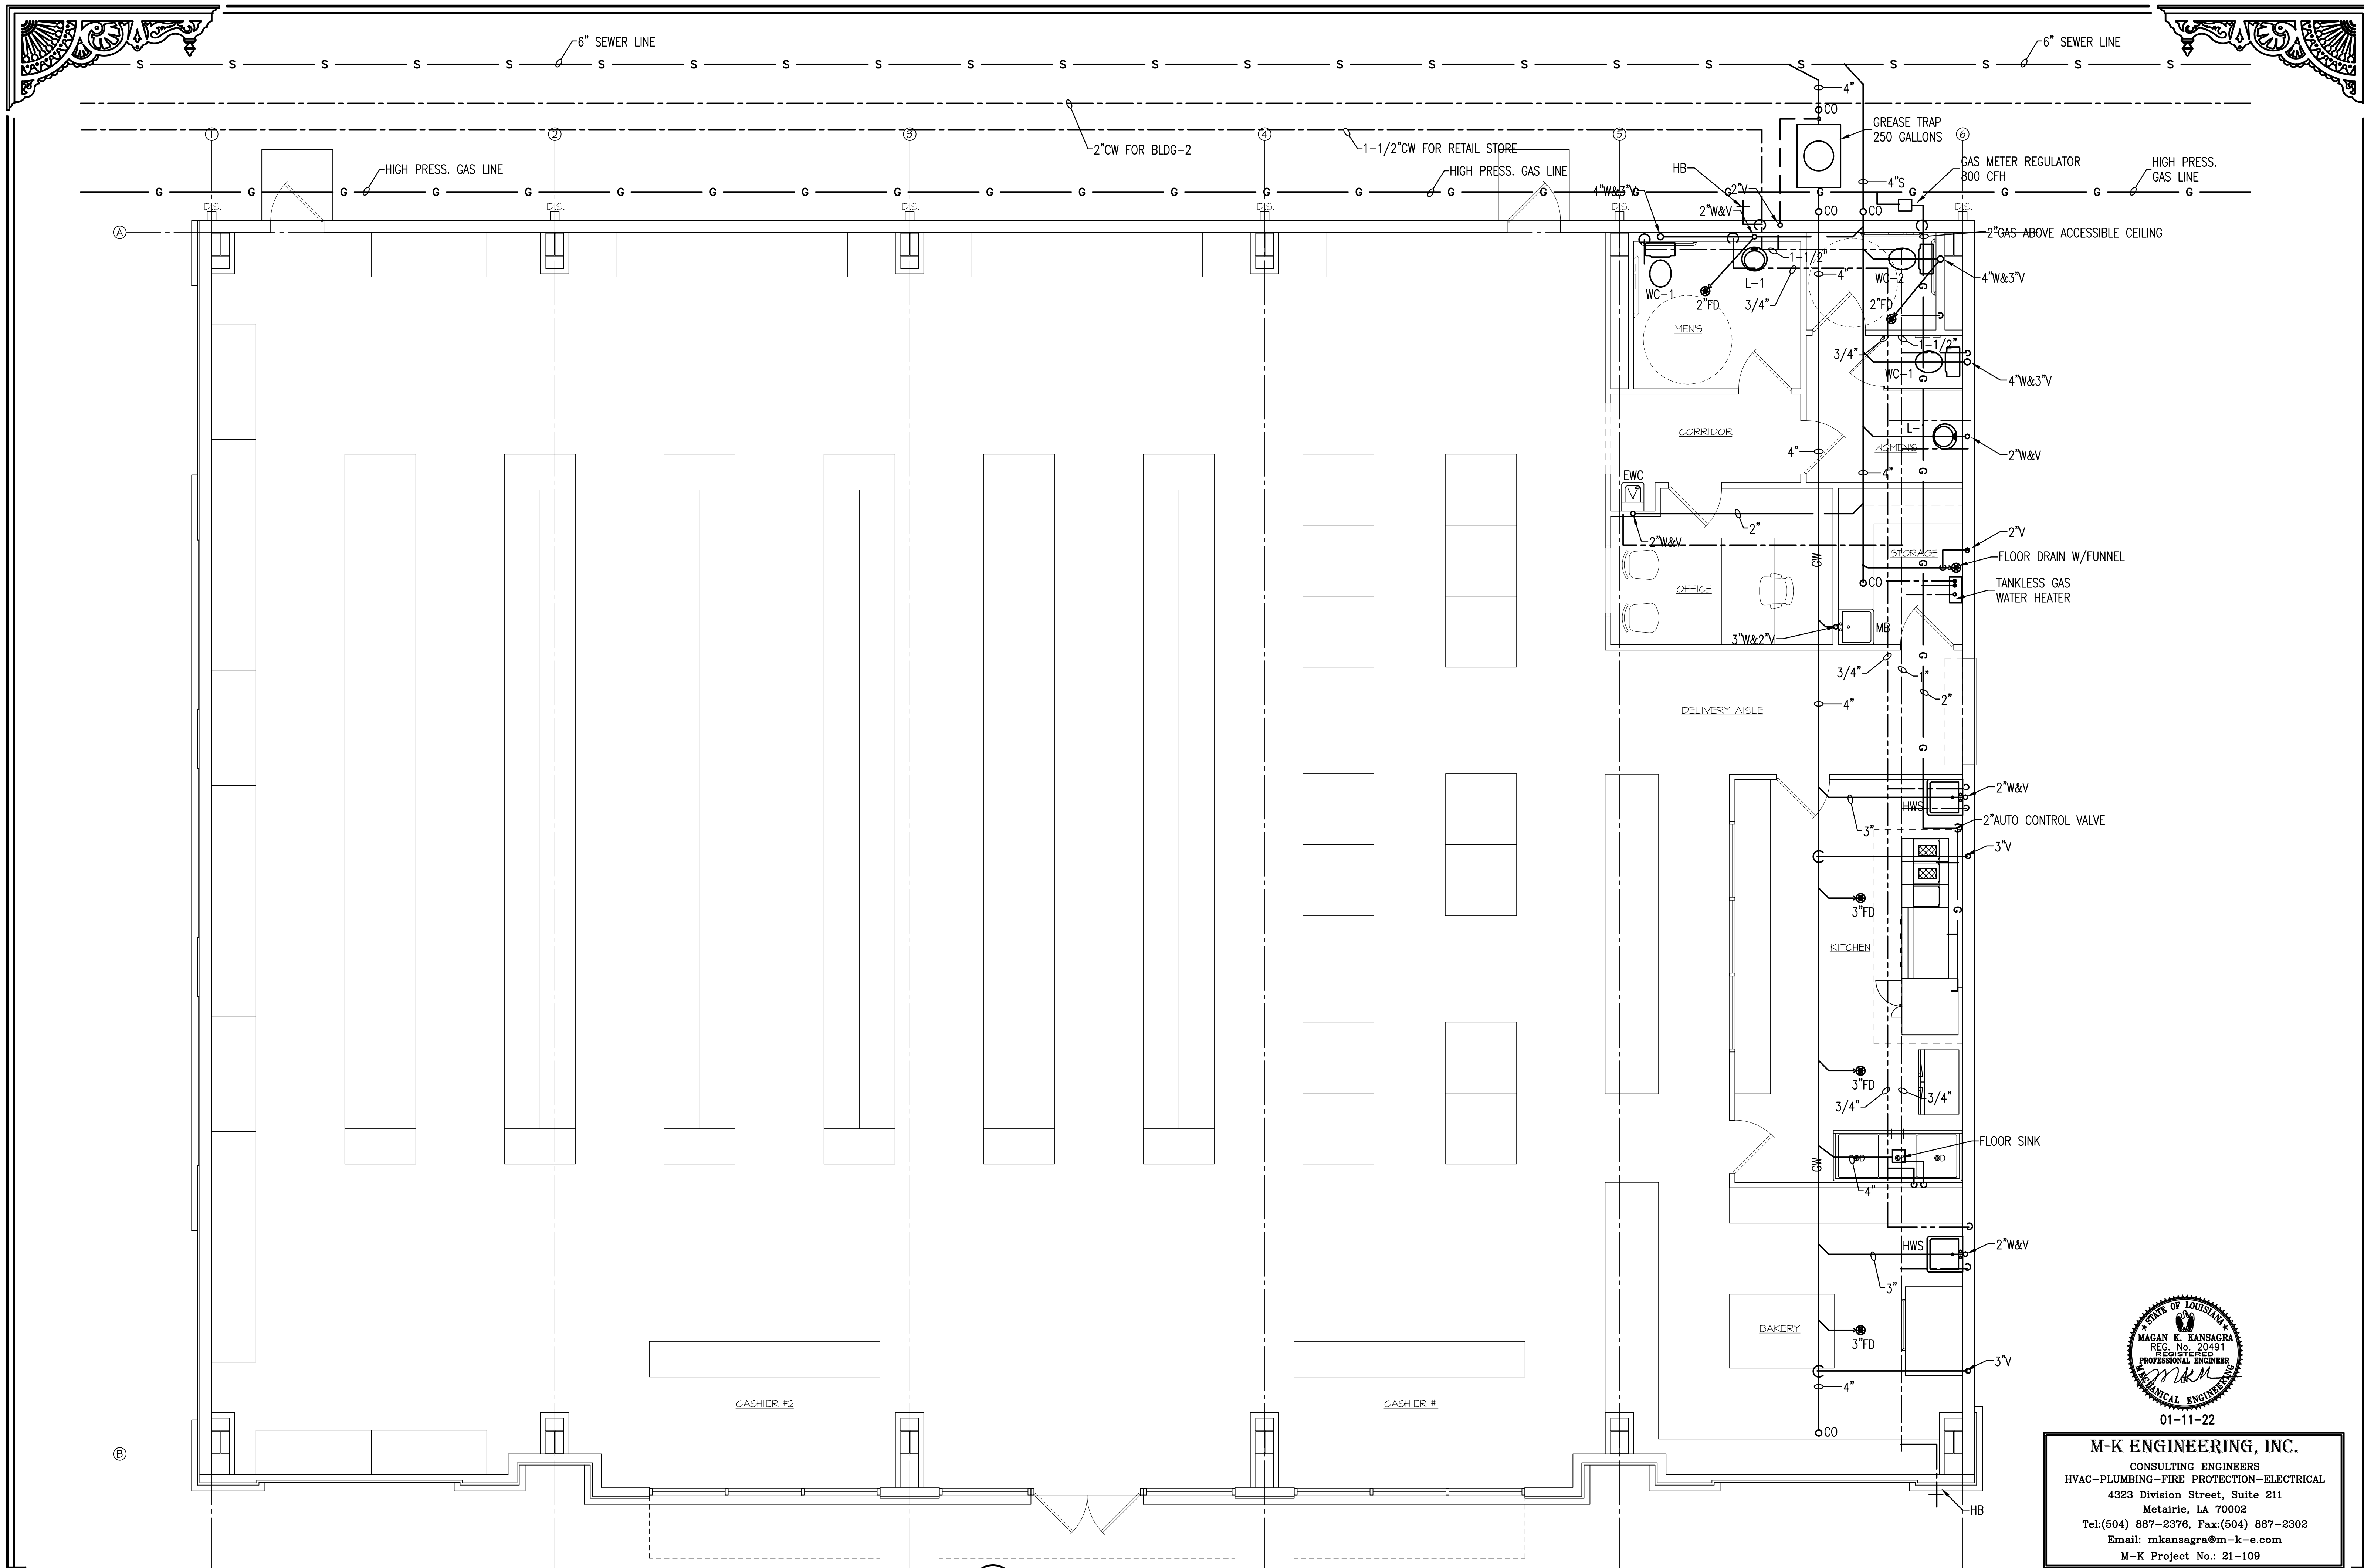 6" SEWER LINE
6" SEWER LINE
S S S S S S S S S S S S S S S S S S S S S S S
4"
CO
GREASE TRAP
250 GALLONS
1 2 3 4 5 6
2"CW FOR BLDG-2
1-1/2"CW FOR RETAIL STORE
HIGH PRESS. GAS LINE
HIGH PRESS. GAS LINE
HB
GAS METER REGULATOR
800 CFH
HIGH PRESS.
GAS LINE
4"S
G G G G G G G G G G G G G G G G G G G G G G G
4"W&3"V
2"V
2"W&V
CO
CO
D.S. D.S. D.S. D.S. D.S. D.S.
A
2"GAS ABOVE ACCESSIBLE CEILING
1-1/2"
4"
WC-1
L-1
WC-2
4"W&3"V
2"FD
3/4"
2"FD
G
MEN'S
3/4"
1-1/2"
WC-1
G
4"W&3"V
L-1
CORRIDOR
WOMEN'S
4"
2"W&V
4"
G
EWC
2"
2"W&V
2"V
STORAGE
FLOOR DRAIN W/FUNNEL
GW
G
CO
TANKLESS GAS
WATER HEATER
OFFICE
3"W&2"V
MB
G
3/4"
1"
2"
4"
DELIVERY AISLE
G
2"W&V
HWS
3"
2"AUTO CONTROL VALVE
3"V
3"FD
G
KITCHEN
3"FD
3/4"
3/4"
FLOOR SINK
GW
D
D
4"
HWS
2"W&V
3"
BAKERY
3"FD
3"V
4"
CASHIER #2
CASHIER #1
CO
B
HB
STATE OF LOUISIANA
MAGAN K. KANSAGRA
REG. No. 20491
REGISTERED
PROFESSIONAL ENGINEER
MECHANICAL ENGINEERING
01-11-22
M-K ENGINEERING, INC.
CONSULTING ENGINEERS
HVAC-PLUMBING-FIRE PROTECTION-ELECTRICAL
4323 Division Street, Suite 211
Metairie, LA 70002
Tel:(504) 887-2376, Fax:(504) 887-2302
Email: mkansagra@m-k-e.com
M-K Project No.: 21-109